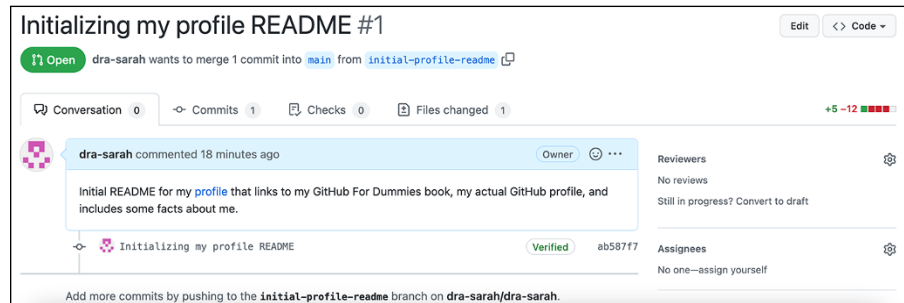 Initializing my profile README #1
Edit
<> Code
Open
dra-sarah wants to merge 1 commit into main from initial-profile-readme
Conversation 0
Commits 1
Checks 0
Files changed 1
+5 −12
dra-sarah commented 18 minutes ago
Owner
Initial README for my profile that links to my GitHub For Dummies book, my actual GitHub profile, and
includes some facts about me.
Initializing my profile README
Verified
ab587f7
Reviewers
No reviews
Still in progress? Convert to draft
Assignees
No one—assign yourself
Add more commits by pushing to the initial-profile-readme branch on dra-sarah/dra-sarah.